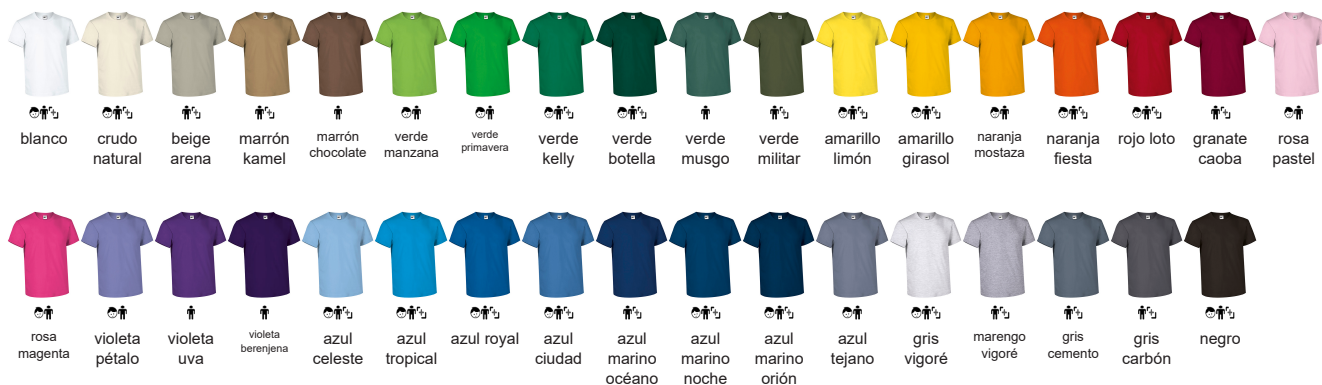 blanco
crudo
natural
beige
arena
marrón
kamel
marrón
chocolate
verde
manzana
verde
primavera
verde
kelly
verde
botella
verde
musgo
verde
militar
amarillo
limón
amarillo
girasol
naranja
mostaza
naranja
fiesta
rojo loto
granate
caoba
rosa
pastel
rosa
magenta
violeta
pétalo
violeta
uva
violeta
berenjena
azul
celeste
azul
tropical
azul royal
azul
ciudad
azul
marino
océano
azul
marino
noche
azul
marino
orión
azul
tejano
gris
vigoré
marengo
vigoré
gris
cemento
gris
carbón
negro